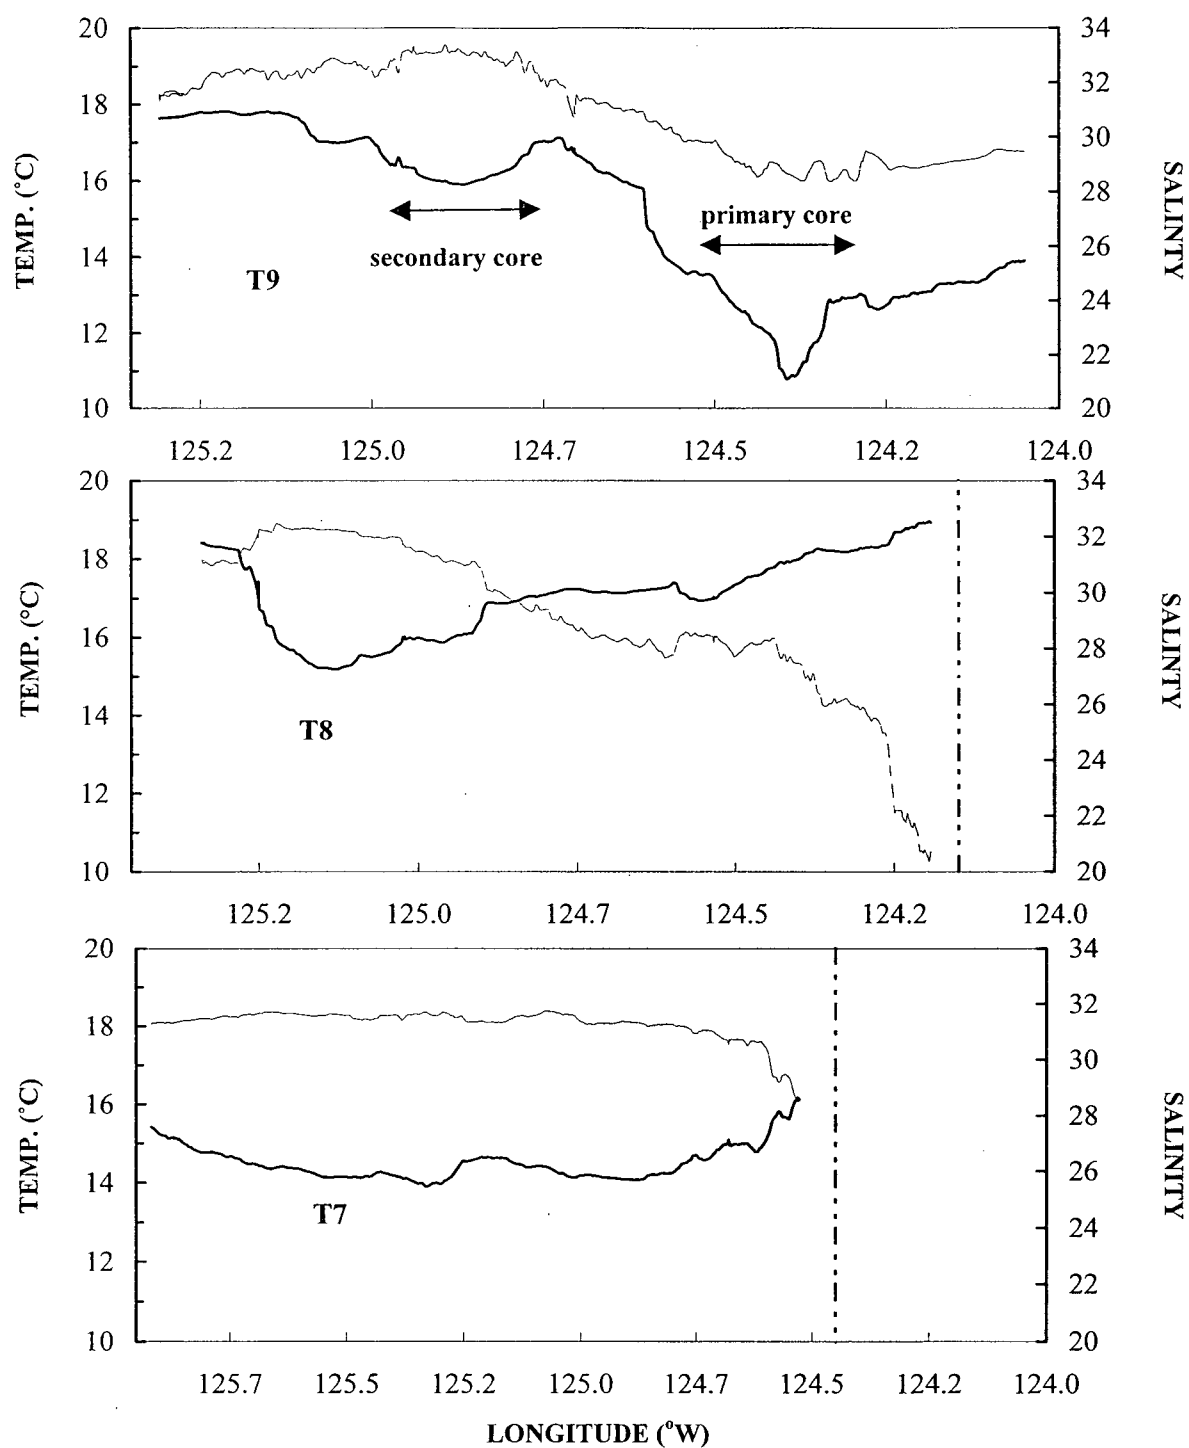 20 34
18 32
16 30
14 28
12 26
10 24
22
20
TEMP. (˚C)
SALINTY
primary core
secondary core
T9
125.2 125.0 124.7 124.5 124.2 124.0
20 34
18 32
16 30
14 28
12 26
10 24
22
20
TEMP. (°C)
SALINTY
T8
125.2 125.0 124.7 124.5 124.2 124.0
20 34
18 32
16 30
14 28
12 26
10 24
22
20
TEMP. (˚C)
SALINITY
T7
125.7 125.5 125.2 125.0 124.7 124.5 124.2 124.0
LONGITUDE (°W)